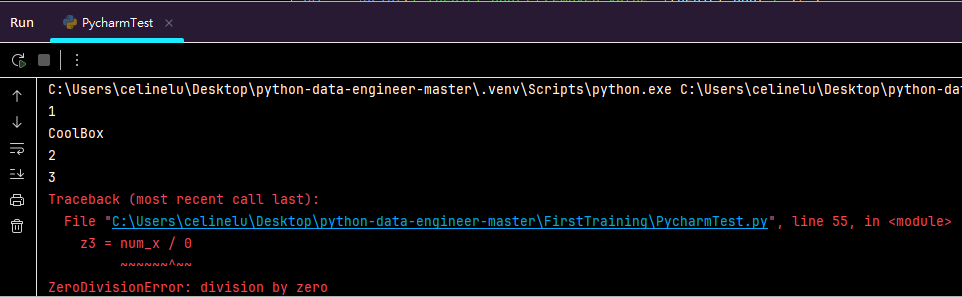 Run PycharmTest
C:\Users\celinelu\Desktop\python-data-engineer-master\.venv\Scripts\python.exe C:\Users\celinelu\Desktop\python-dat
1
CoolBox
2
3
Traceback (most recent call last):
  File "C:\Users\celinelu\Desktop\python-data-engineer-master\FirstTraining\PycharmTest.py", line 55, in <module>
    z3 = num_x / 0
         ~~~~~~^~~
ZeroDivisionError: division by zero